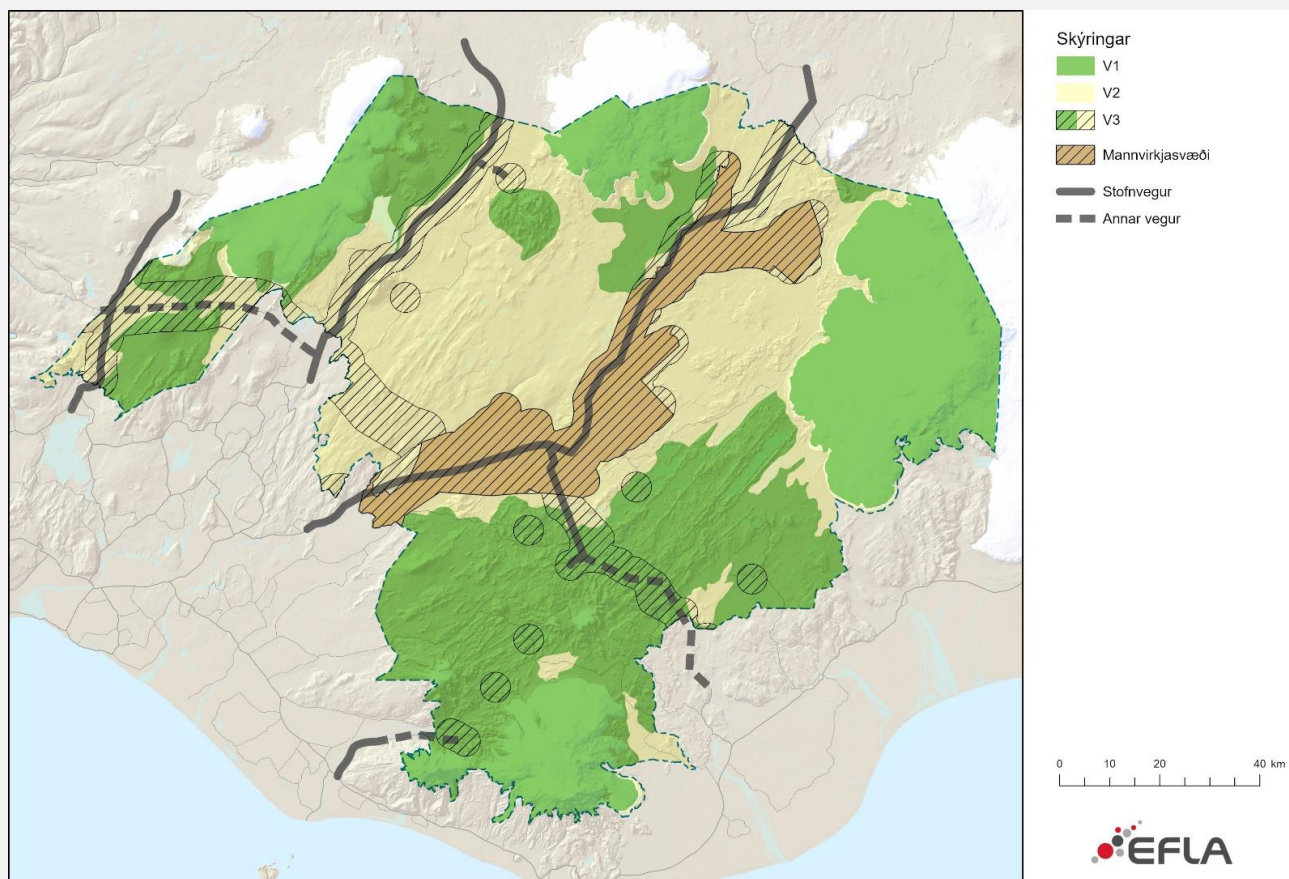 Skýringar
V1
V2
V3
Mannvirkjasvæði
Stofnvegur
Annar vegur
0 10 20 40 km
EFLA